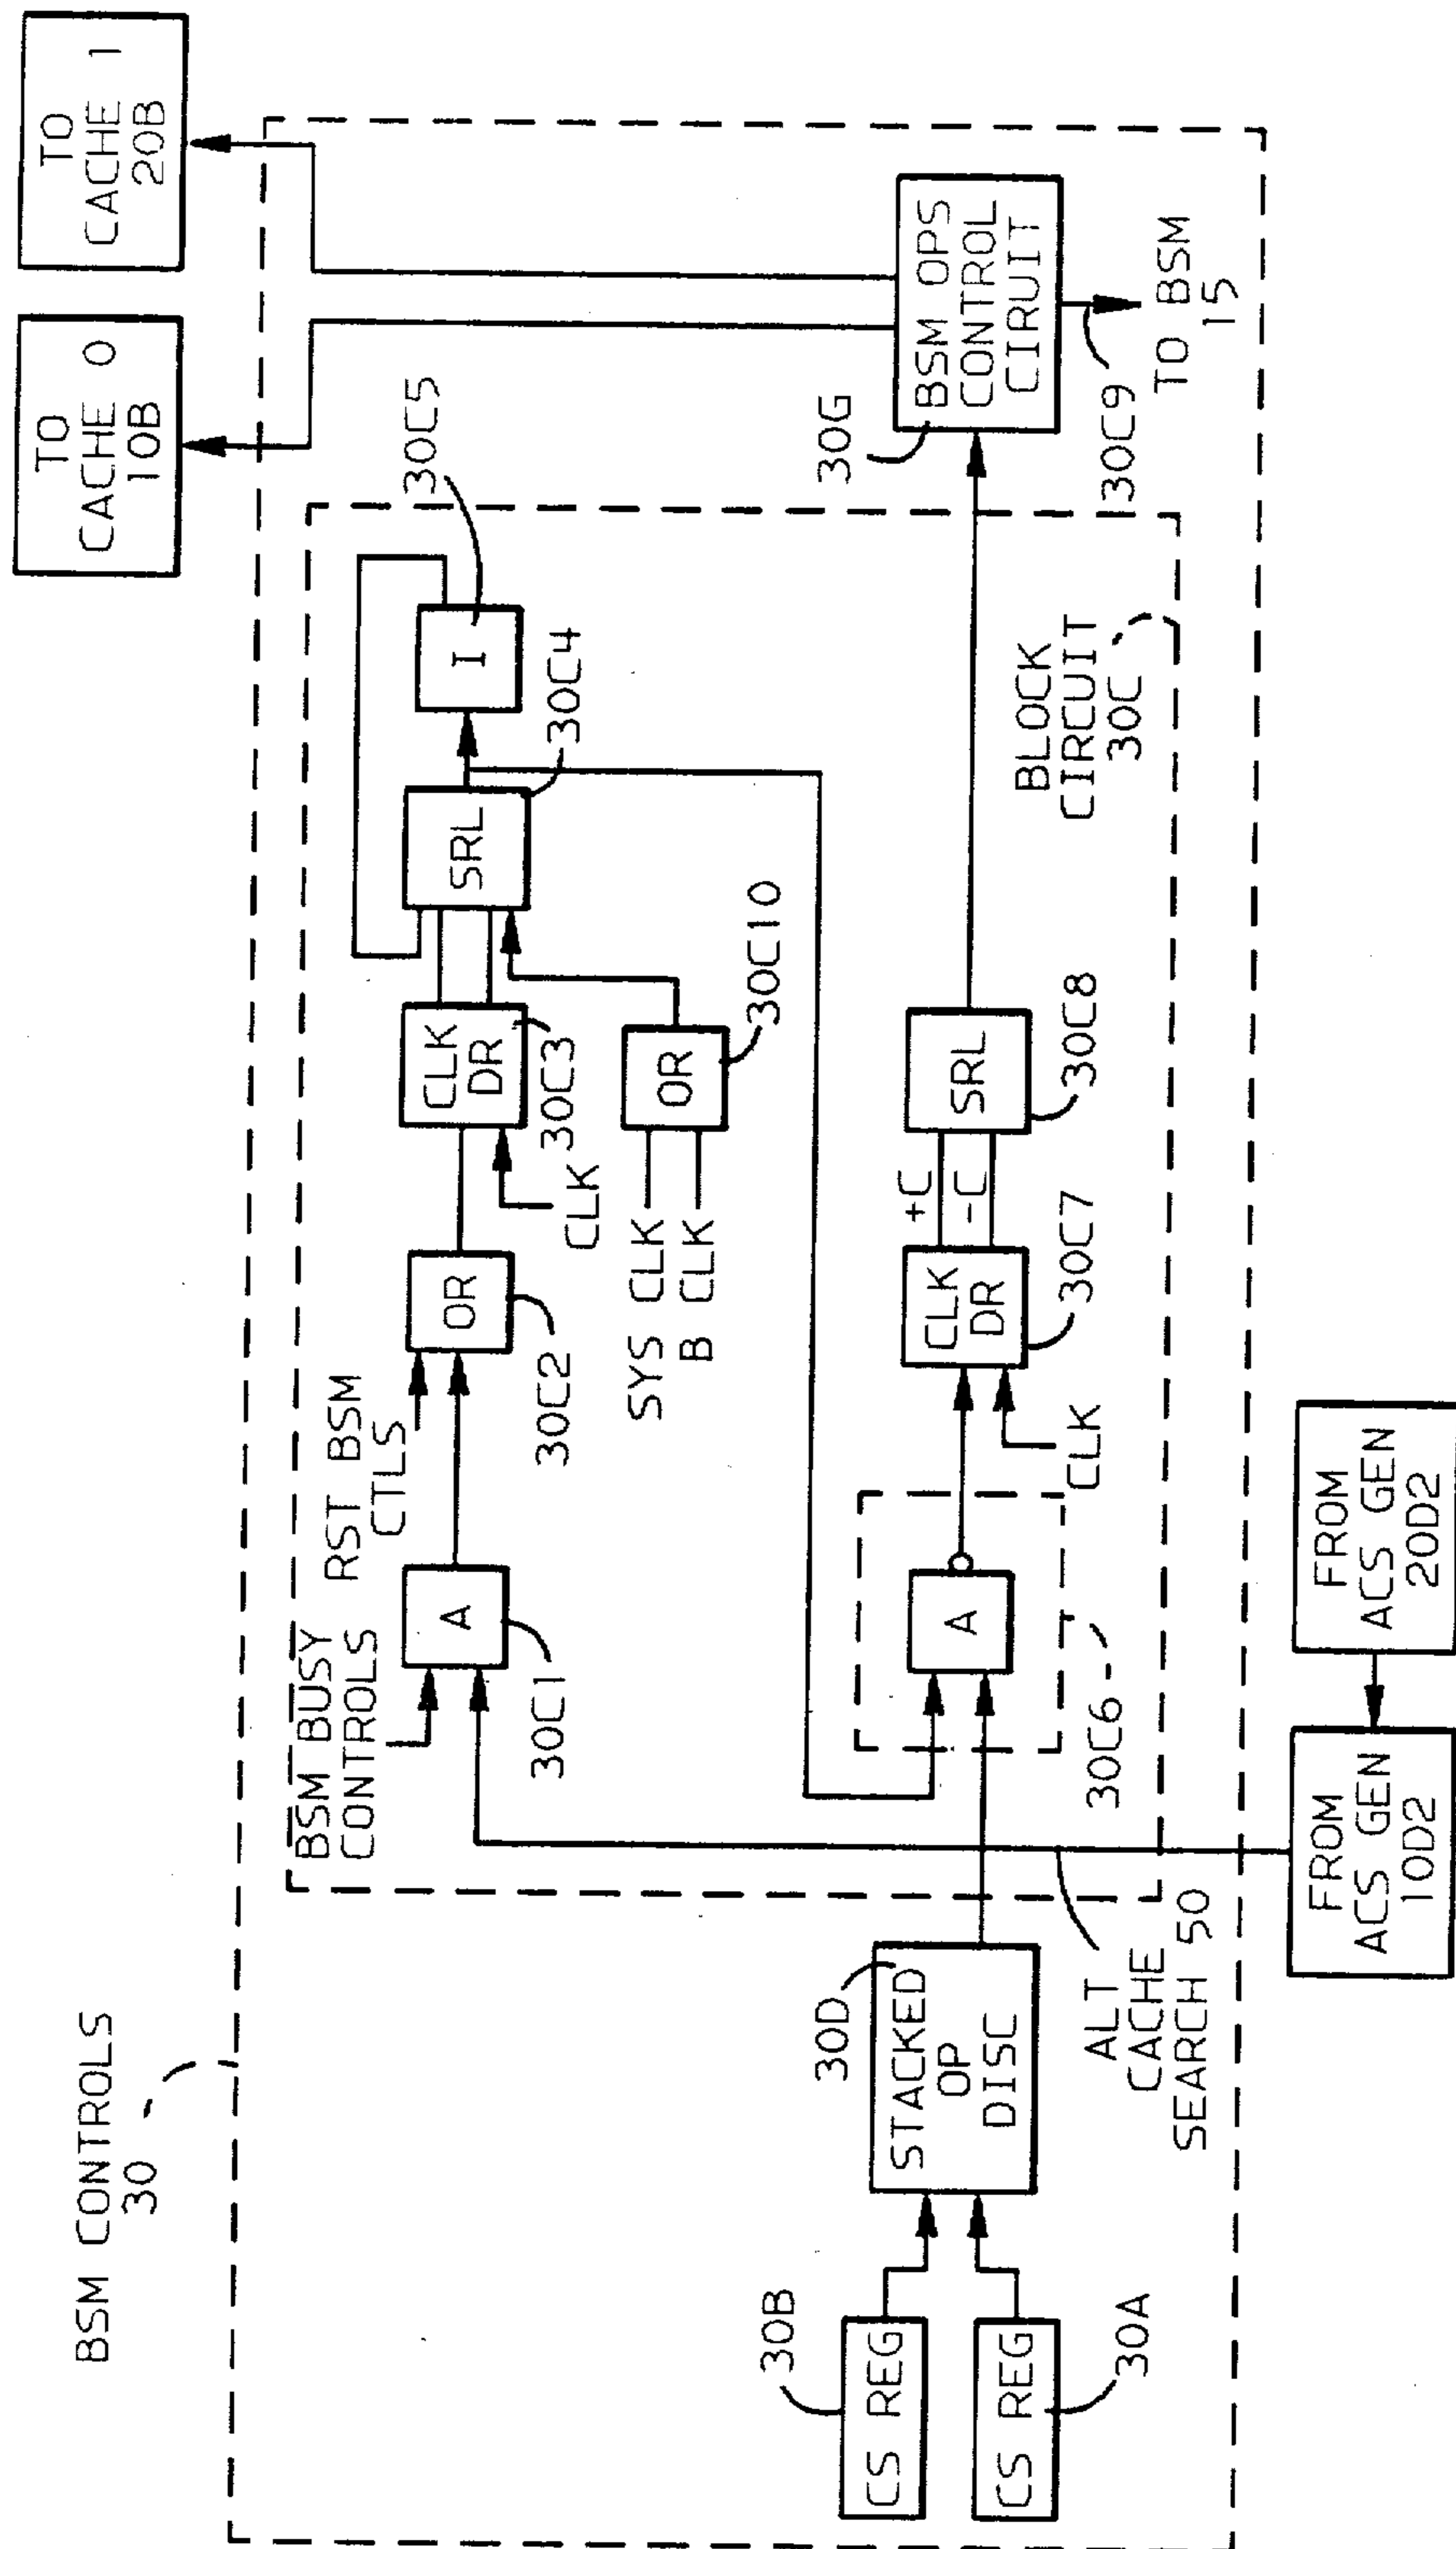 BSM CONTROLS
30
TO
CACHE 0
10B
TO
CACHE 1
20B
BSM BUSY
CONTROLS
RST BSM
CTLS
A
30C1
OR
30C2
CLK
DR
30C3
CLK
SRL
30C4
I
30C5
SYS CLK
B CLK
OR
30C10
CS REG
30B
CS REG
30A
STACKED
OP
DISC
30D
A
30C6
CLK
DR
30C7
CLK
+C
-C
SRL
30C8
BSM OPS
CONTROL
CIRUIT
30G
30C9
TO BSM
15
BLOCK
CIRCUIT
30C
ALT
CACHE
SEARCH 50
FROM
ACS GEN
10D2
FROM
ACS GEN
20D2